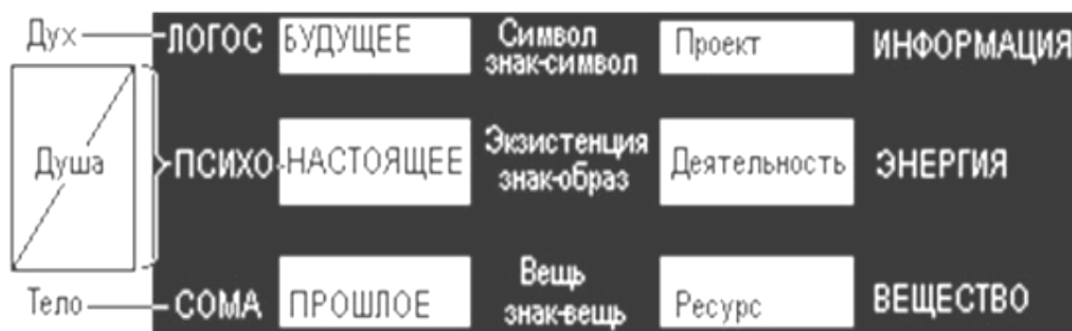 Дух ЛОГОС БУДУЩЕЕ Символ Проект ИНФОРМАЦИЯ
знак-символ
Душа ПСИХО НАСТОЯЩЕЕ Экзистенция Деятельность ЭНЕРГИЯ
знак-образ
Тело СОМА ПРОШЛОЕ Вещь Ресурс ВЕЩЕСТВО
знак-вещь